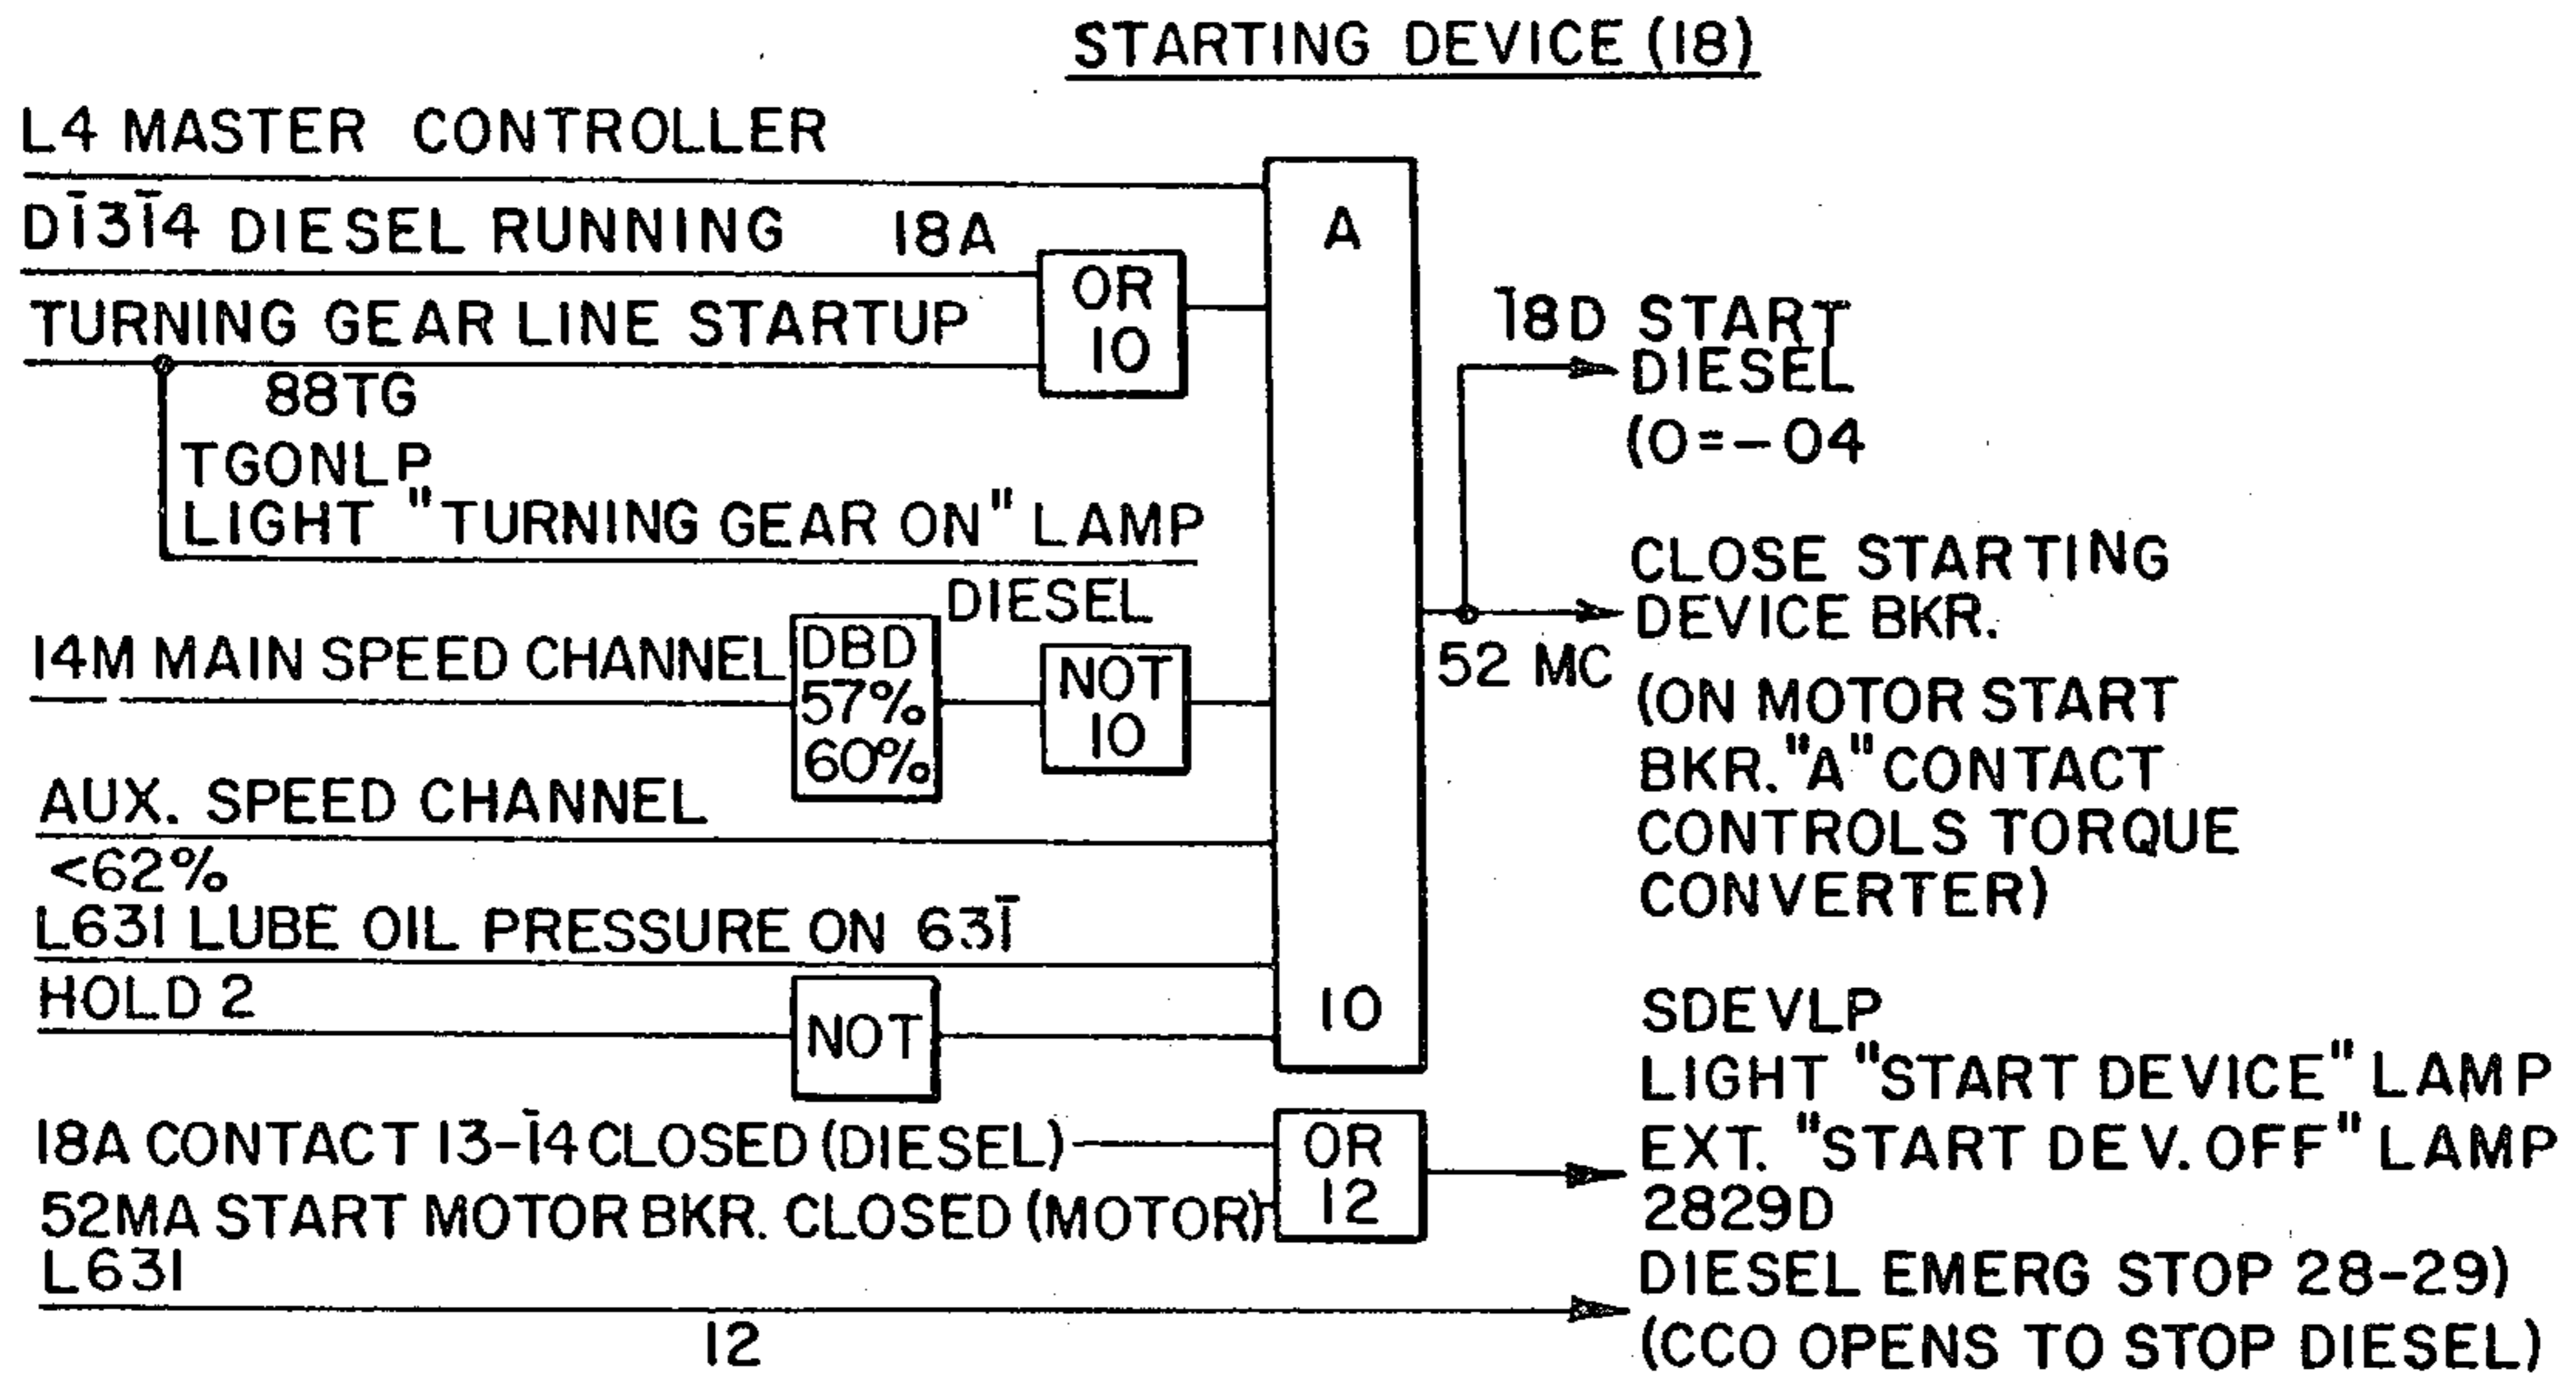 STARTING DEVICE (18)
L4 MASTER CONTROLLER
D1̄31̄4 DIESEL RUNNING 18A
TURNING GEAR LINE STARTUP
88TG
TGONLP
LIGHT "TURNING GEAR ON" LAMP
OR
10
A
10
DIESEL
14M MAIN SPEED CHANNEL
DBD
57%
60%
NOT
10
AUX. SPEED CHANNEL
<62%
L631 LUBE OIL PRESSURE ON 631̄
HOLD 2
NOT
1̄8D START
DIESEL
(0=-04
52 MC
CLOSE STARTING
DEVICE BKR.
(ON MOTOR START
BKR. "A" CONTACT
CONTROLS TORQUE
CONVERTER)
18A CONTACT 13-1̄4 CLOSED (DIESEL)
52MA START MOTOR BKR. CLOSED (MOTOR)
OR
12
SDEVLP
LIGHT "START DEVICE" LAMP
EXT. "START DEV. OFF" LAMP
2829D
L631
12
DIESEL EMERG STOP 28-29)
(CCO OPENS TO STOP DIESEL)